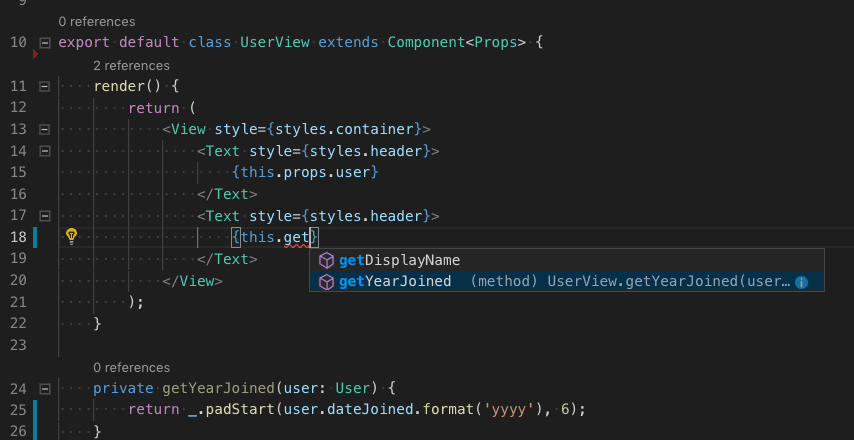 9
0 references
10 export default class UserView extends Component<Props> {
2 references
11 render() {
12 return (
13 <View style={styles.container}>
14 <Text style={styles.header}>
15 {this.props.user}
16 </Text>
17 <Text style={styles.header}>
18 {this.get}
19 </Text>
getDisplayName
20 </View>
getYearJoined (method) UserView.getYearJoined(user…
21 );
22 }
23
0 references
24 private getYearJoined(user: User) {
25 return _.padStart(user.dateJoined.format('yyyy'), 6);
26 }